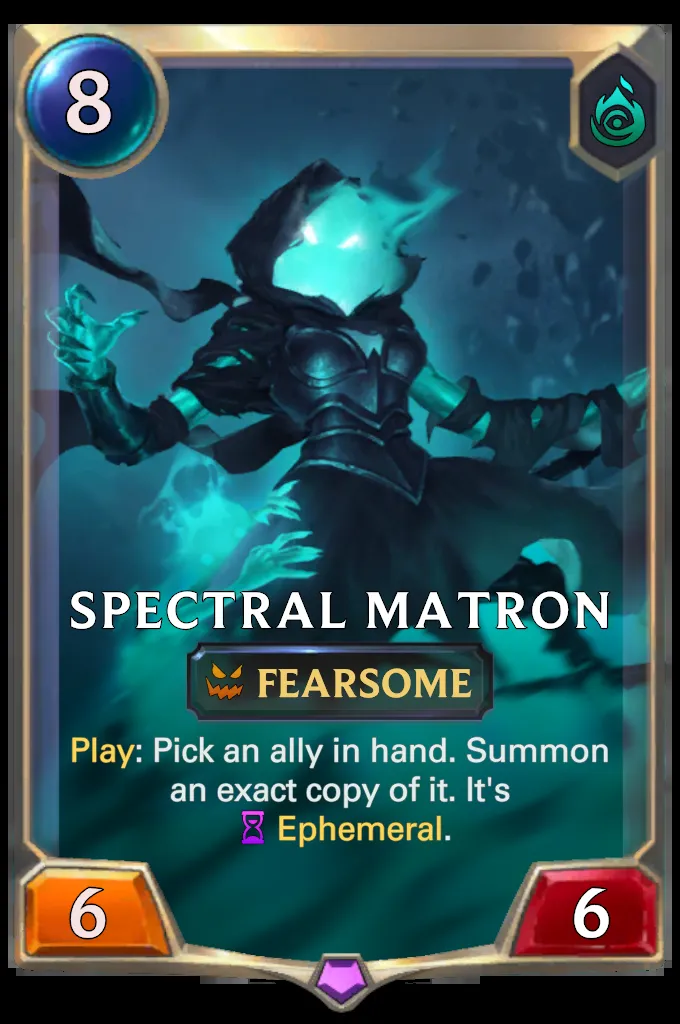 8
SPECTRAL MATRON
FEARSOME
Play: Pick an ally in hand. Summon
an exact copy of it. It's
Ephemeral.
6
6